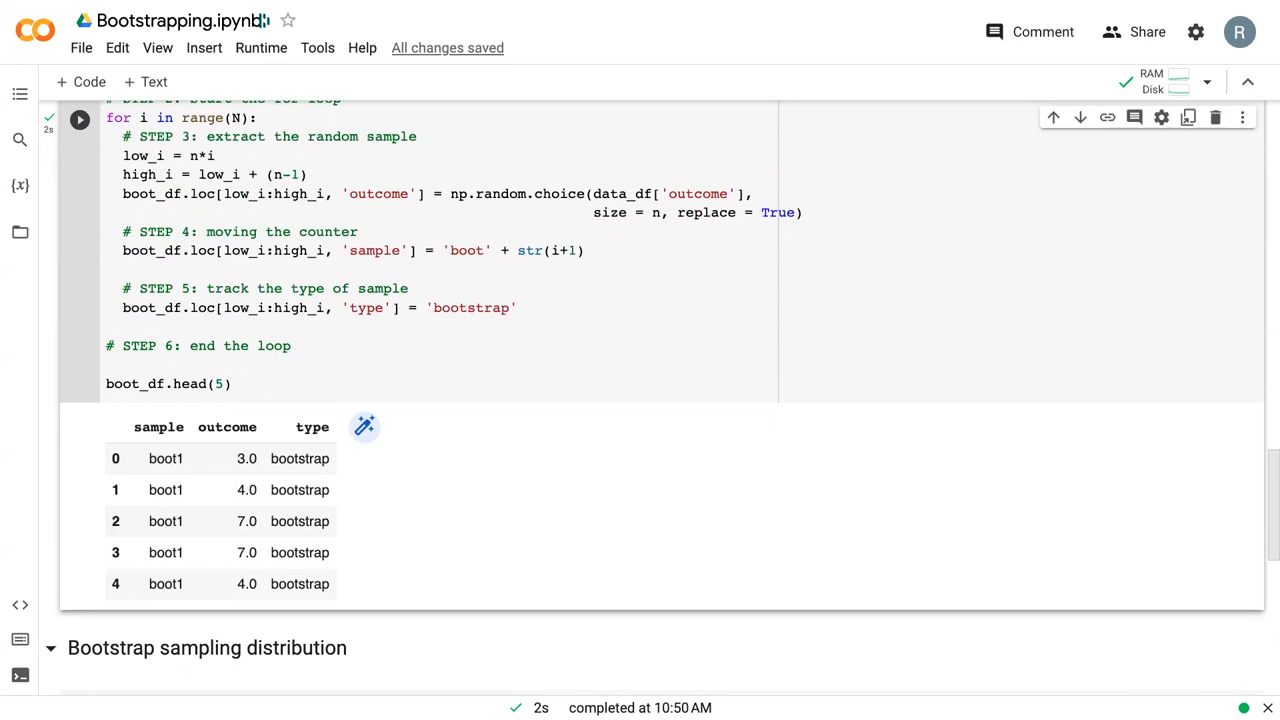 Bootstrapping.ipynb
File Edit View Insert Runtime Tools Help All changes saved
Comment Share R
+ Code + Text
RAM
Disk
# STEP 2: start the for loop
2s
for i in range(N):
# STEP 3: extract the random sample
low_i = n*i
high_i = low_i + (n-1)
boot_df.loc[low_i:high_i, 'outcome'] = np.random.choice(data_df['outcome'],
size = n, replace = True)
# STEP 4: moving the counter
boot_df.loc[low_i:high_i, 'sample'] = 'boot' + str(i+1)
# STEP 5: track the type of sample
boot_df.loc[low_i:high_i, 'type'] = 'bootstrap'
# STEP 6: end the loop
boot_df.head(5)
sample outcome type
0 boot1 3.0 bootstrap
1 boot1 4.0 bootstrap
2 boot1 7.0 bootstrap
3 boot1 7.0 bootstrap
4 boot1 4.0 bootstrap
Bootstrap sampling distribution
2s completed at 10:50 AM